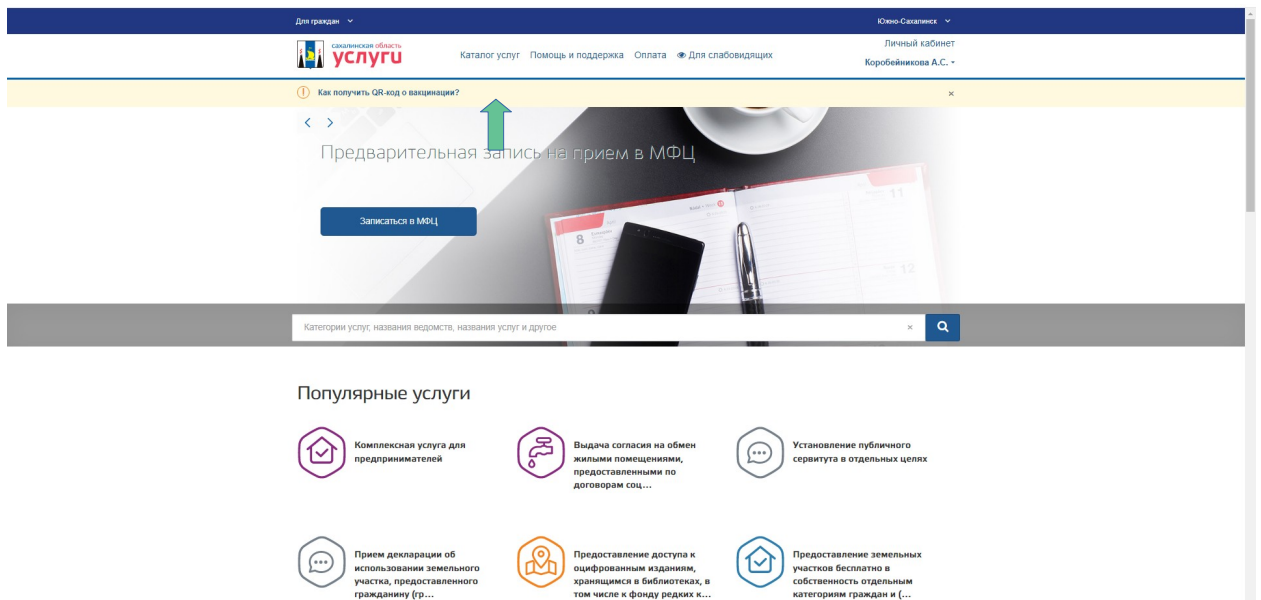 Для граждан
Южно-Сахалинск
сахалинская область
услуги
Каталог услуг Помощь и поддержка Оплата Для слабовидящих
Личный кабинет
Коробейникова А.С.
Как получить QR-код о вакцинации?
Предварительная запись на прием в МФЦ
Записаться в МФЦ
8
11
12
Категории услуг, названия ведомств, названия услуг и другое
Популярные услуги
Комплексная услуга для
предпринимателей
Выдача согласия на обмен
жилыми помещениями,
предоставленными по
договорам соц...
Установление публичного
сервитута в отдельных целях
Прием декларации об
использовании земельного
участка, предоставленного
гражданину (гр...
Предоставление доступа к
оцифрованным изданиям,
хранящимся в библиотеках, в
том числе к фонду редких к...
Предоставление земельных
участков бесплатно в
собственность отдельным
категориям граждан и (...